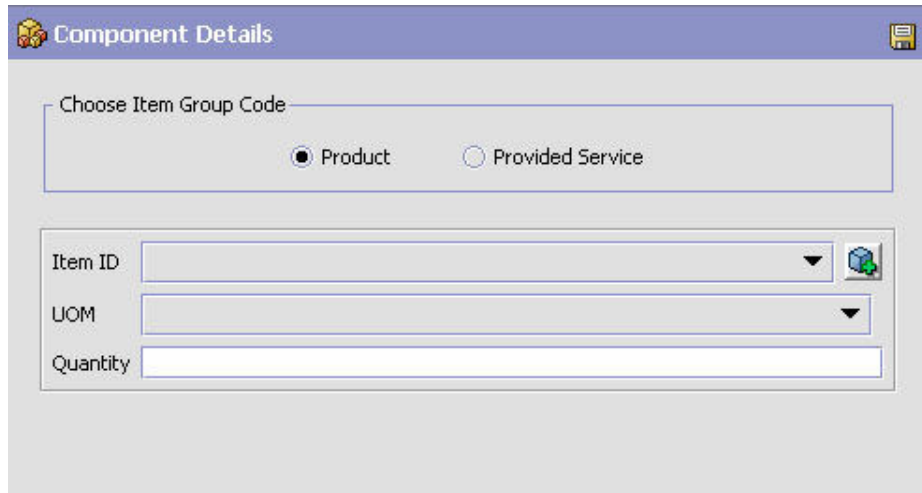 Component Details
Choose Item Group Code
Product Provided Service
Item ID
UOM
Quantity